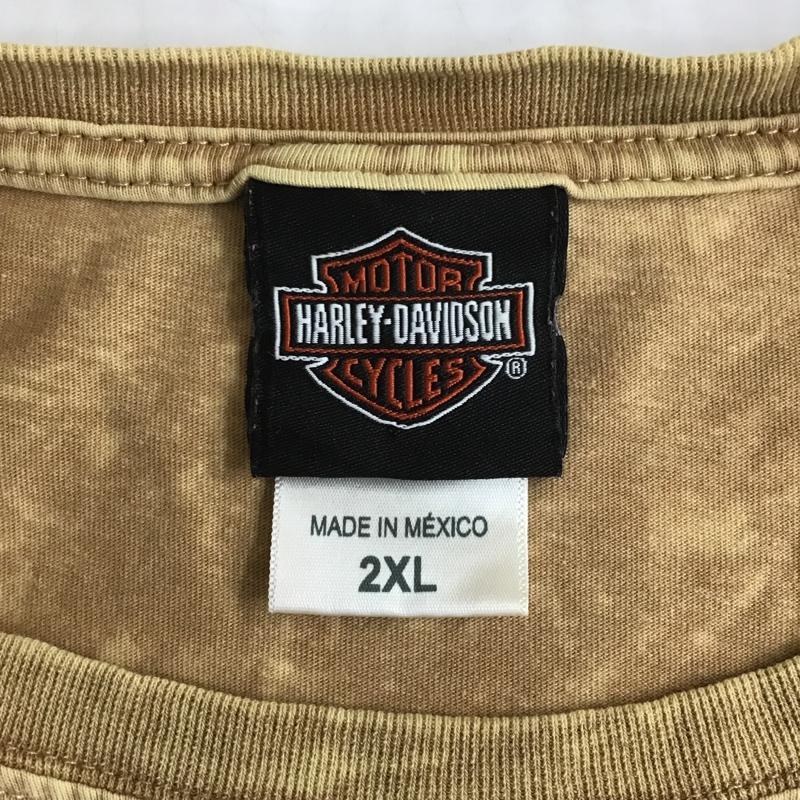 MOTOR
HARLEY-DAVIDSON
CYCLES ®
MADE IN MÉXICO
2XL